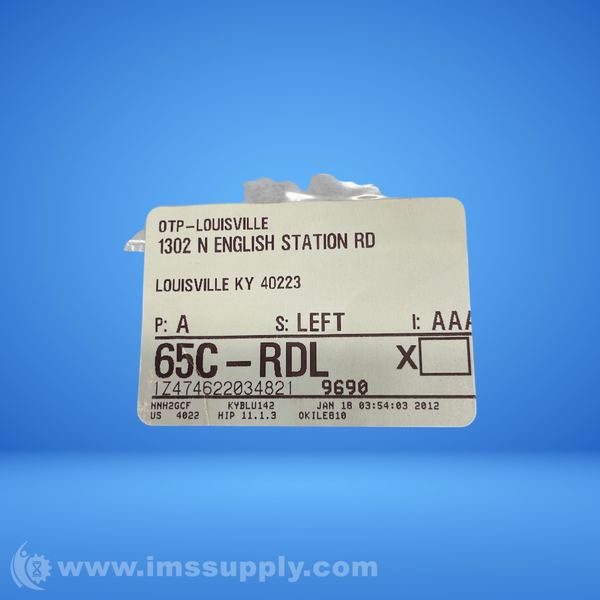 OTP-LOUISVILLE
1302 N ENGLISH STATION RD
LOUISVILLE KY 40223
P: A S: LEFT I: AAA
65C-RDL X
1Z474622034821 9690
NNH2GCF KYBLU142 JAN 18 03:54:03 2012
US 4022 HIP 11.1.3 OKILE810
www.imssupply.com